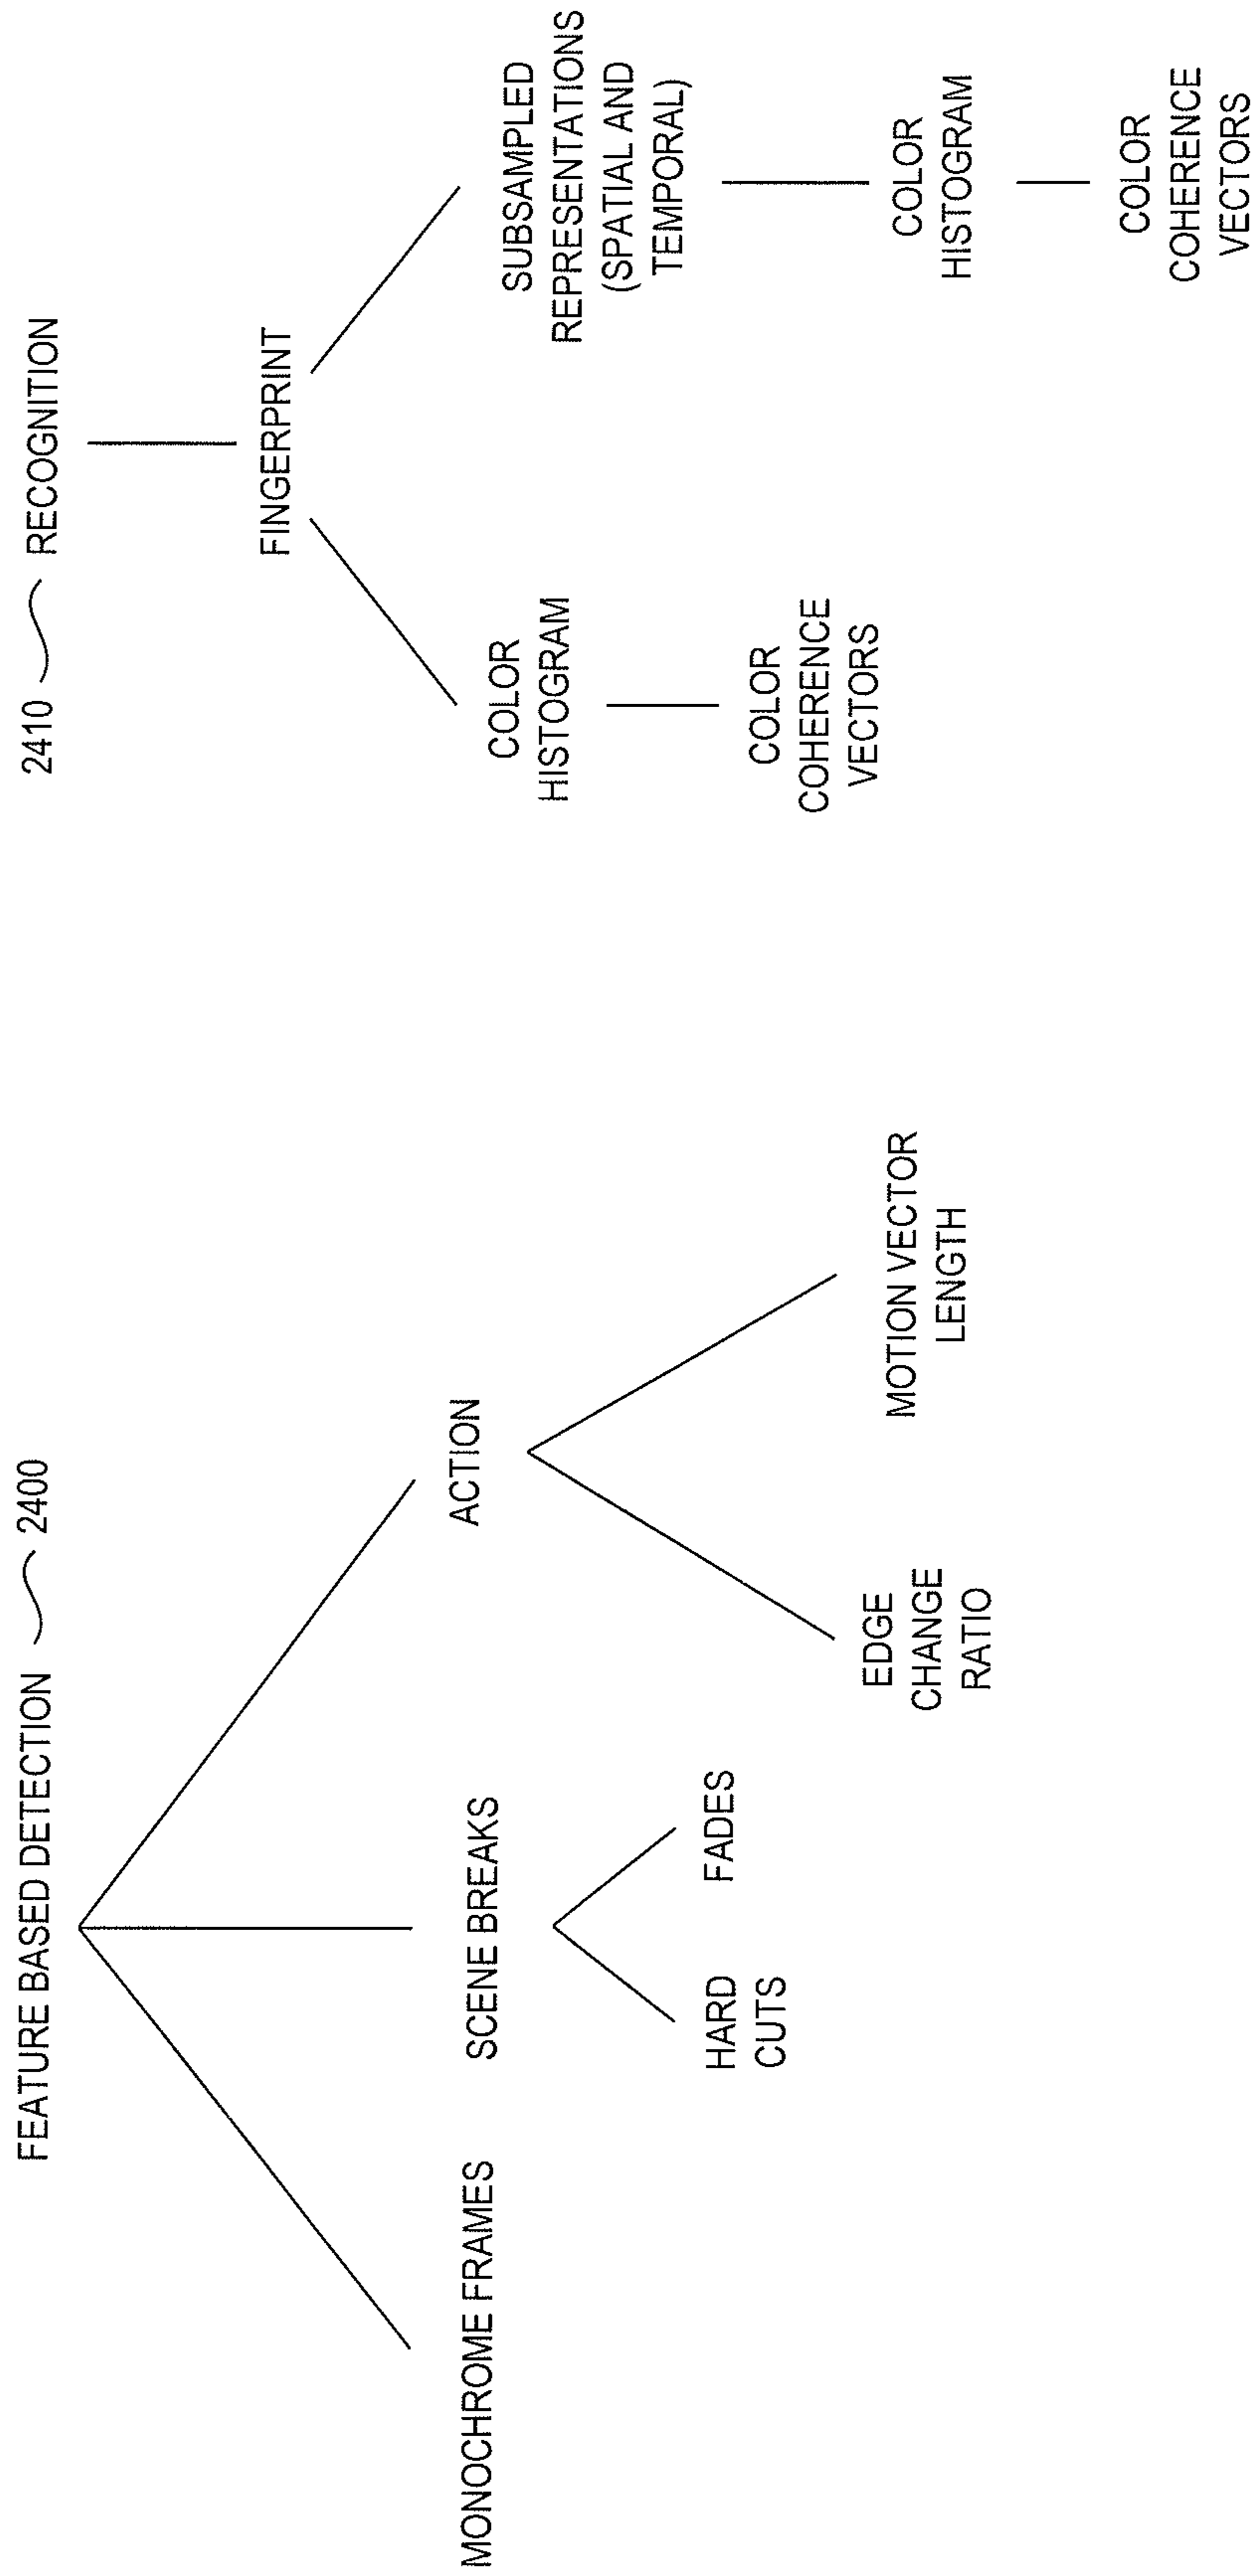 FEATURE BASED DETECTION 2400
MONOCHROME FRAMES
SCENE BREAKS
ACTION
HARD
CUTS
FADES
EDGE
CHANGE
RATIO
MOTION VECTOR
LENGTH
2410 RECOGNITION
FINGERPRINT
COLOR
HISTOGRAM
COLOR
COHERENCE
VECTORS
SUBSAMPLED
REPRESENTATIONS
(SPATIAL AND
TEMPORAL)
COLOR
HISTOGRAM
COLOR
COHERENCE
VECTORS